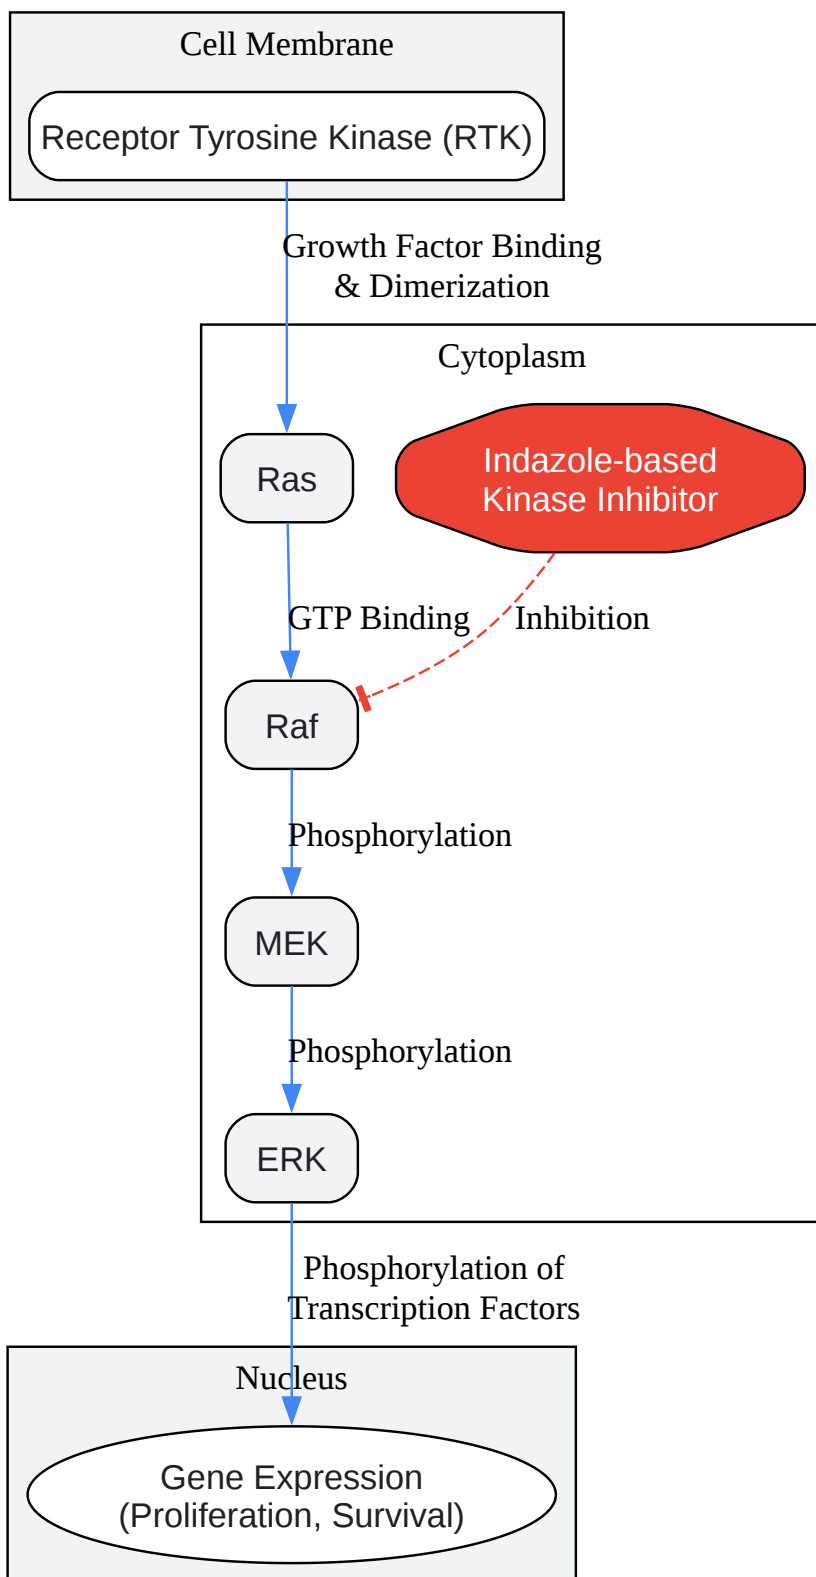 Cell Membrane
Receptor Tyrosine Kinase (RTK)
Growth Factor Binding
& Dimerization
Cytoplasm
Ras
Indazole-based
Kinase Inhibitor
GTP Binding
Inhibition
Raf
Phosphorylation
MEK
Phosphorylation
ERK
Phosphorylation of
Transcription Factors
Nucleus
Gene Expression
(Proliferation, Survival)